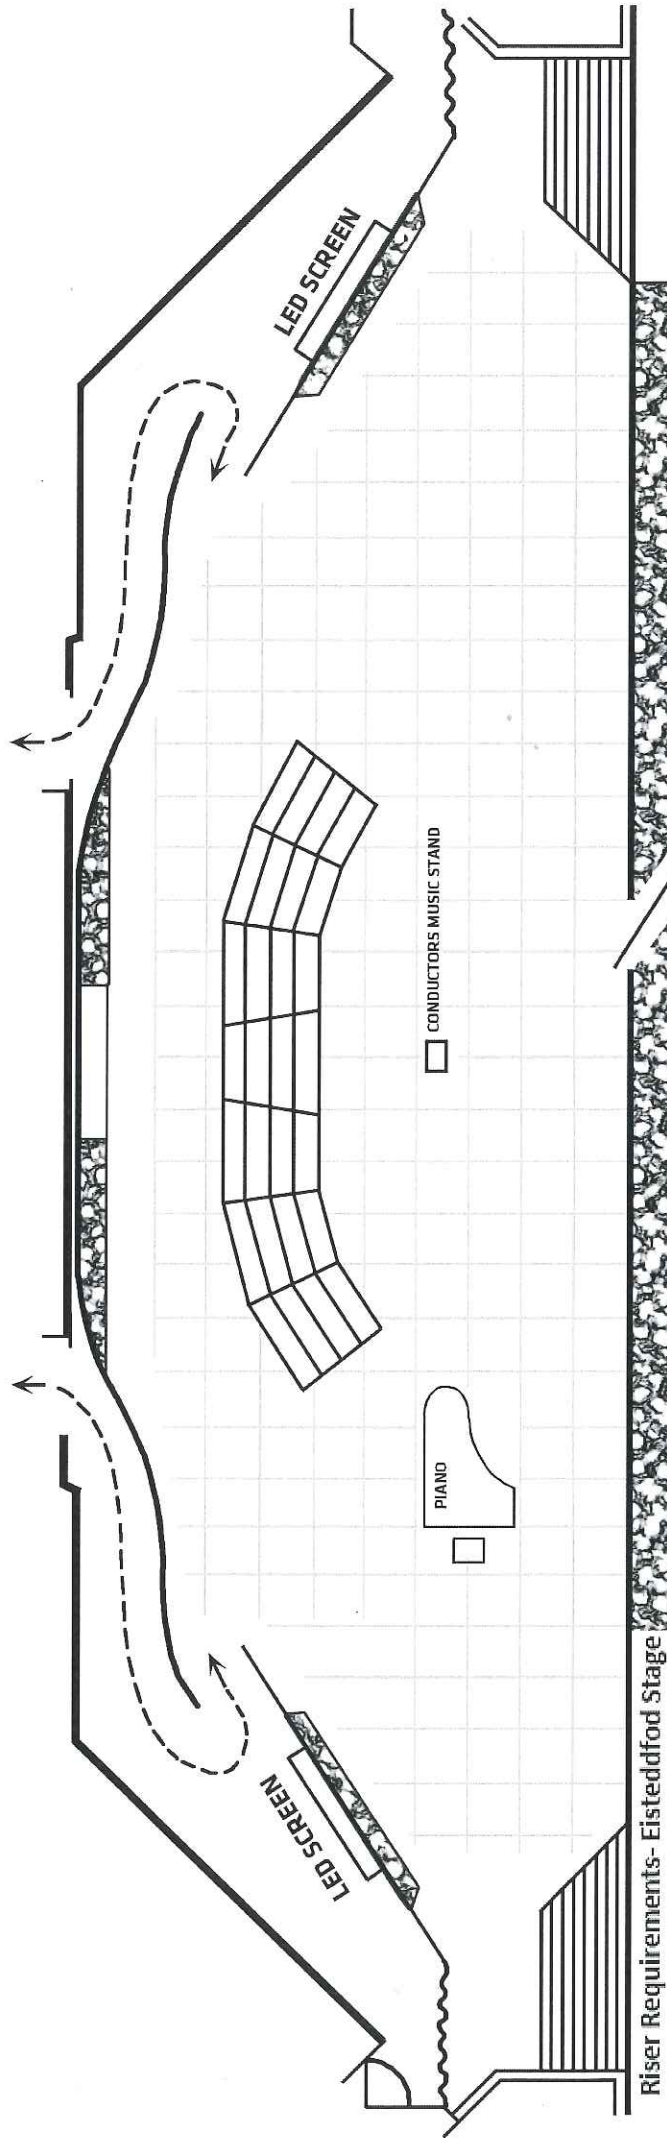 LED SCREEN
LED SCREEN
PIANO
CONDUCTORS MUSIC STAND
Riser Requirements- Eisteddfod Stage